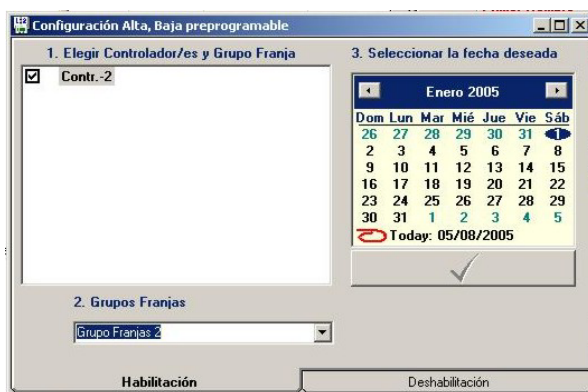 Configuración Alta, Baja preprogramable
1. Elegir Controlador/es y Grupo Franja
Contr.-2
2. Grupos Franjas
Grupo Franjas 2
3. Seleccionar la fecha deseada
Enero 2005
Dom Lun Mar Mié Jue Vie Sáb
26 27 28 29 30 31 1
2 3 4 5 6 7 8
9 10 11 12 13 14 15
16 17 18 19 20 21 22
23 24 25 26 27 28 29
30 31 1 2 3 4 5
Today: 05/08/2005
Habilitación
Deshabilitación